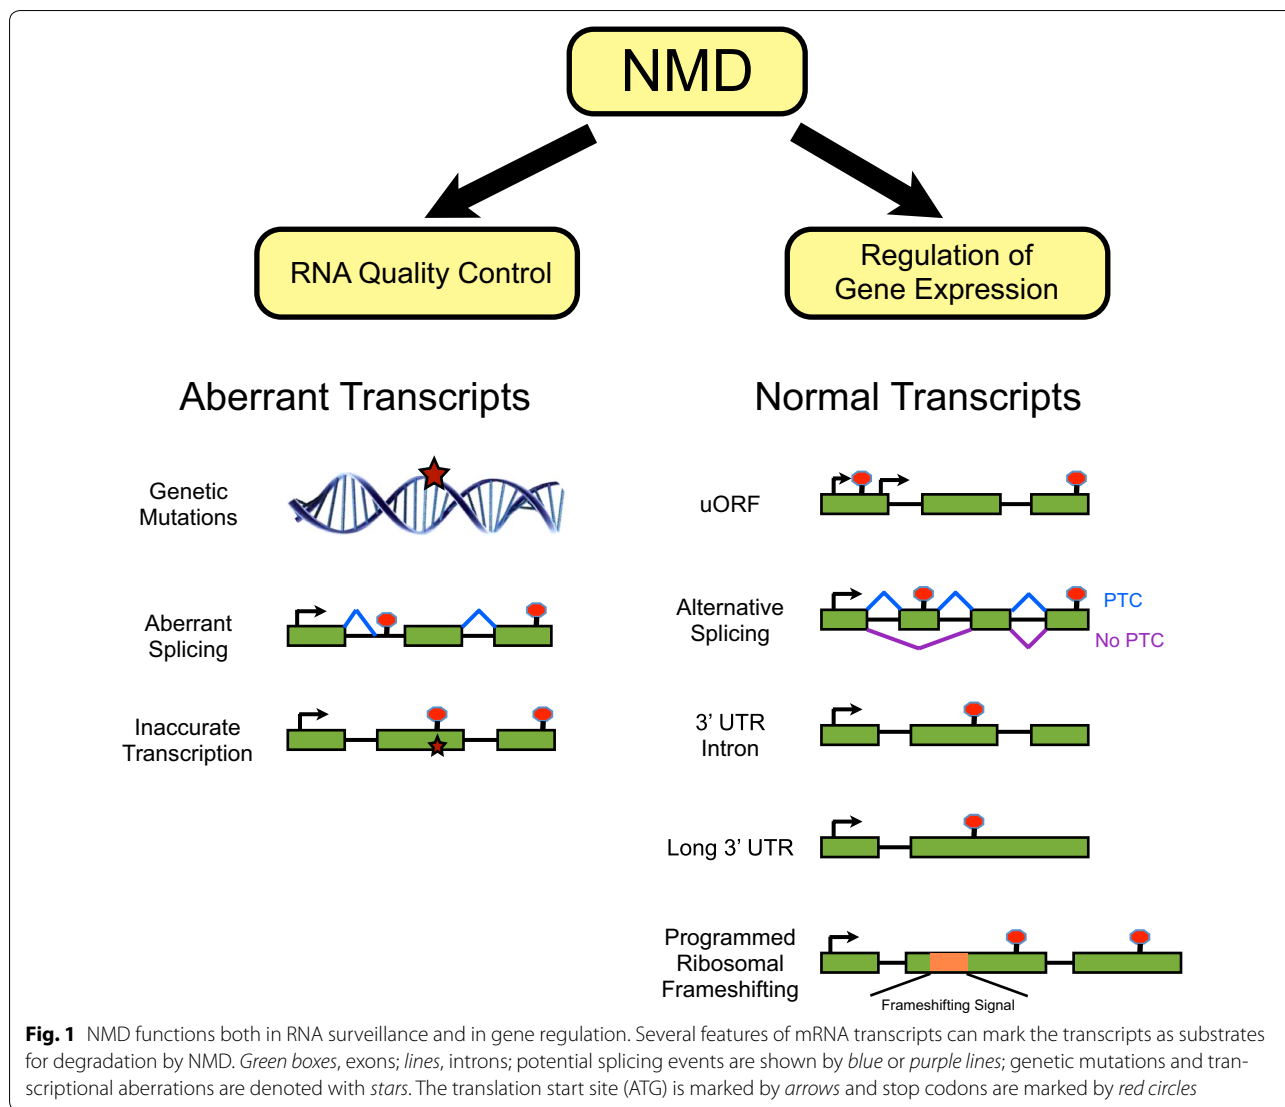 NMD
RNA Quality Control
Regulation of
Gene Expression
Aberrant Transcripts
Genetic
Mutations
Aberrant
Splicing
Inaccurate
Transcription
Normal Transcripts
uORF
Alternative
Splicing
PTC
No PTC
3' UTR
Intron
Long 3' UTR
Programmed
Ribosomal
Frameshifting
Frameshifting Signal
Fig. 1 NMD functions both in RNA surveillance and in gene regulation. Several features of mRNA transcripts can mark the transcripts as substrates
for degradation by NMD. Green boxes, exons; lines, introns; potential splicing events are shown by blue or purple lines; genetic mutations and tran-
scriptional aberrations are denoted with stars. The translation start site (ATG) is marked by arrows and stop codons are marked by red circles